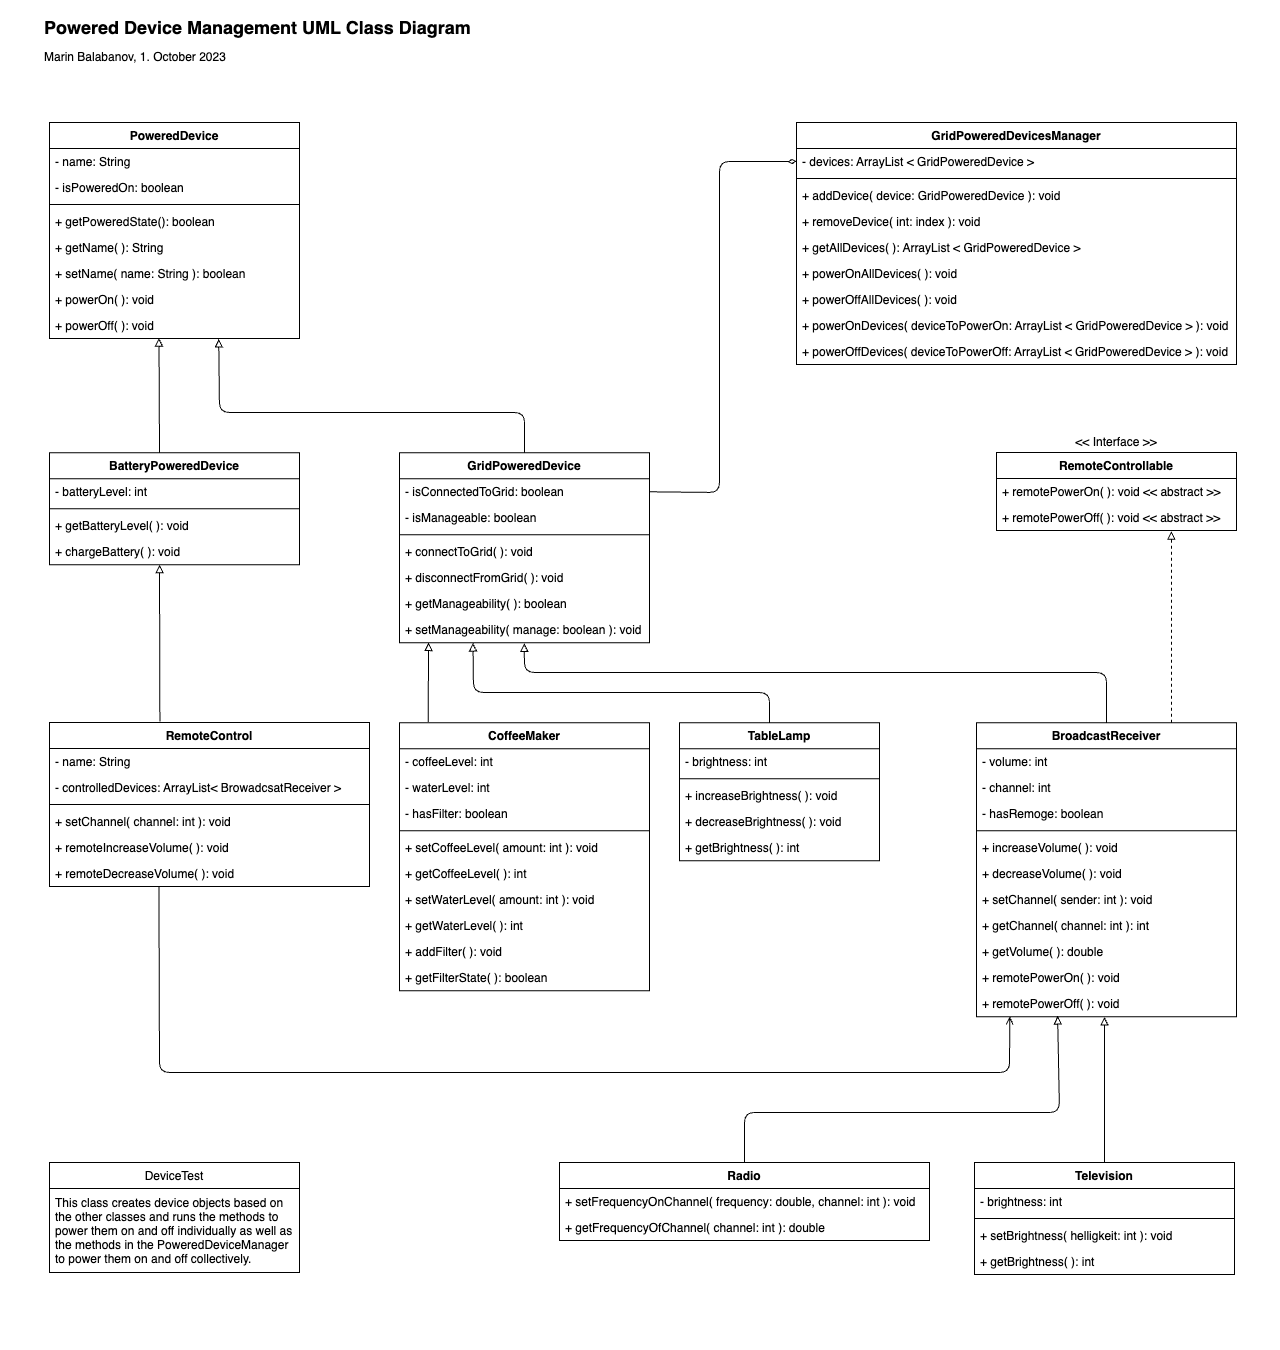 Powered Device Management UML Class Diagram
Marin Balabanov, 1. October 2023
PoweredDevice
- name: String
- isPoweredOn: boolean
+ getPoweredState(): boolean
+ getName( ): String
+ setName( name: String ): boolean
+ powerOn( ): void
+ powerOff( ): void
GridPoweredDevicesManager
- devices: ArrayList < GridPoweredDevice >
+ addDevice( device: GridPoweredDevice ): void
+ removeDevice( int: index ): void
+ getAllDevices( ): ArrayList < GridPoweredDevice >
+ powerOnAllDevices( ): void
+ powerOffAllDevices( ): void
+ powerOnDevices( deviceToPowerOn: ArrayList < GridPoweredDevice > ): void
+ powerOffDevices( deviceToPowerOff: ArrayList < GridPoweredDevice > ): void
BatteryPoweredDevice
- batteryLevel: int
+ getBatteryLevel( ): void
+ chargeBattery( ): void
GridPoweredDevice
- isConnectedToGrid: boolean
- isManageable: boolean
+ connectToGrid( ): void
+ disconnectFromGrid( ): void
+ getManageability( ): boolean
+ setManageability( manage: boolean ): void
<< Interface >>
RemoteControllable
+ remotePowerOn( ): void << abstract >>
+ remotePowerOff( ): void << abstract >>
RemoteControl
- name: String
- controlledDevices: ArrayList< BrowadcsatReceiver >
+ setChannel( channel: int ): void
+ remoteIncreaseVolume( ): void
+ remoteDecreaseVolume( ): void
CoffeeMaker
- coffeeLevel: int
- waterLevel: int
- hasFilter: boolean
+ setCoffeeLevel( amount: int ): void
+ getCoffeeLevel( ): int
+ setWaterLevel( amount: int ): void
+ getWaterLevel( ): int
+ addFilter( ): void
+ getFilterState( ): boolean
TableLamp
- brightness: int
+ increaseBrightness( ): void
+ decreaseBrightness( ): void
+ getBrightness( ): int
BroadcastReceiver
- volume: int
- channel: int
- hasRemoge: boolean
+ increaseVolume( ): void
+ decreaseVolume( ): void
+ setChannel( sender: int ): void
+ getChannel( channel: int ): int
+ getVolume( ): double
+ remotePowerOn( ): void
+ remotePowerOff( ): void
DeviceTest
This class creates device objects based on
the other classes and runs the methods to
power them on and off individually as well as
the methods in the PoweredDeviceManager
to power them on and off collectively.
Radio
+ setFrequencyOnChannel( frequency: double, channel: int ): void
+ getFrequencyOfChannel( channel: int ): double
Television
- brightness: int
+ setBrightness( helligkeit: int ): void
+ getBrightness( ): int